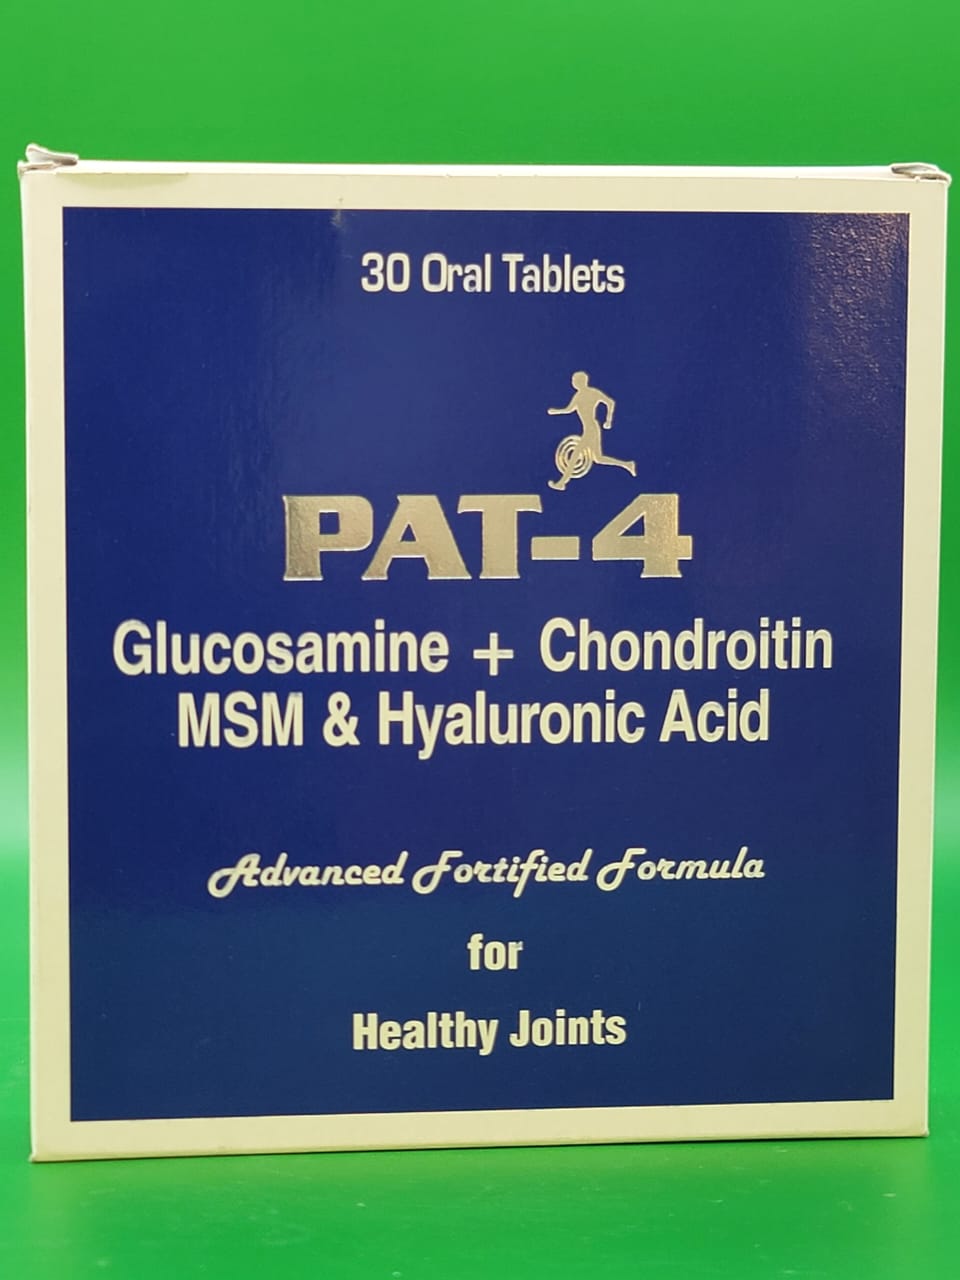 30 Oral Tablets
PAT-4
Glucosamine + Chondroitin
MSM & Hyaluronic Acid
Advanced Fortified Formula
for
Healthy Joints